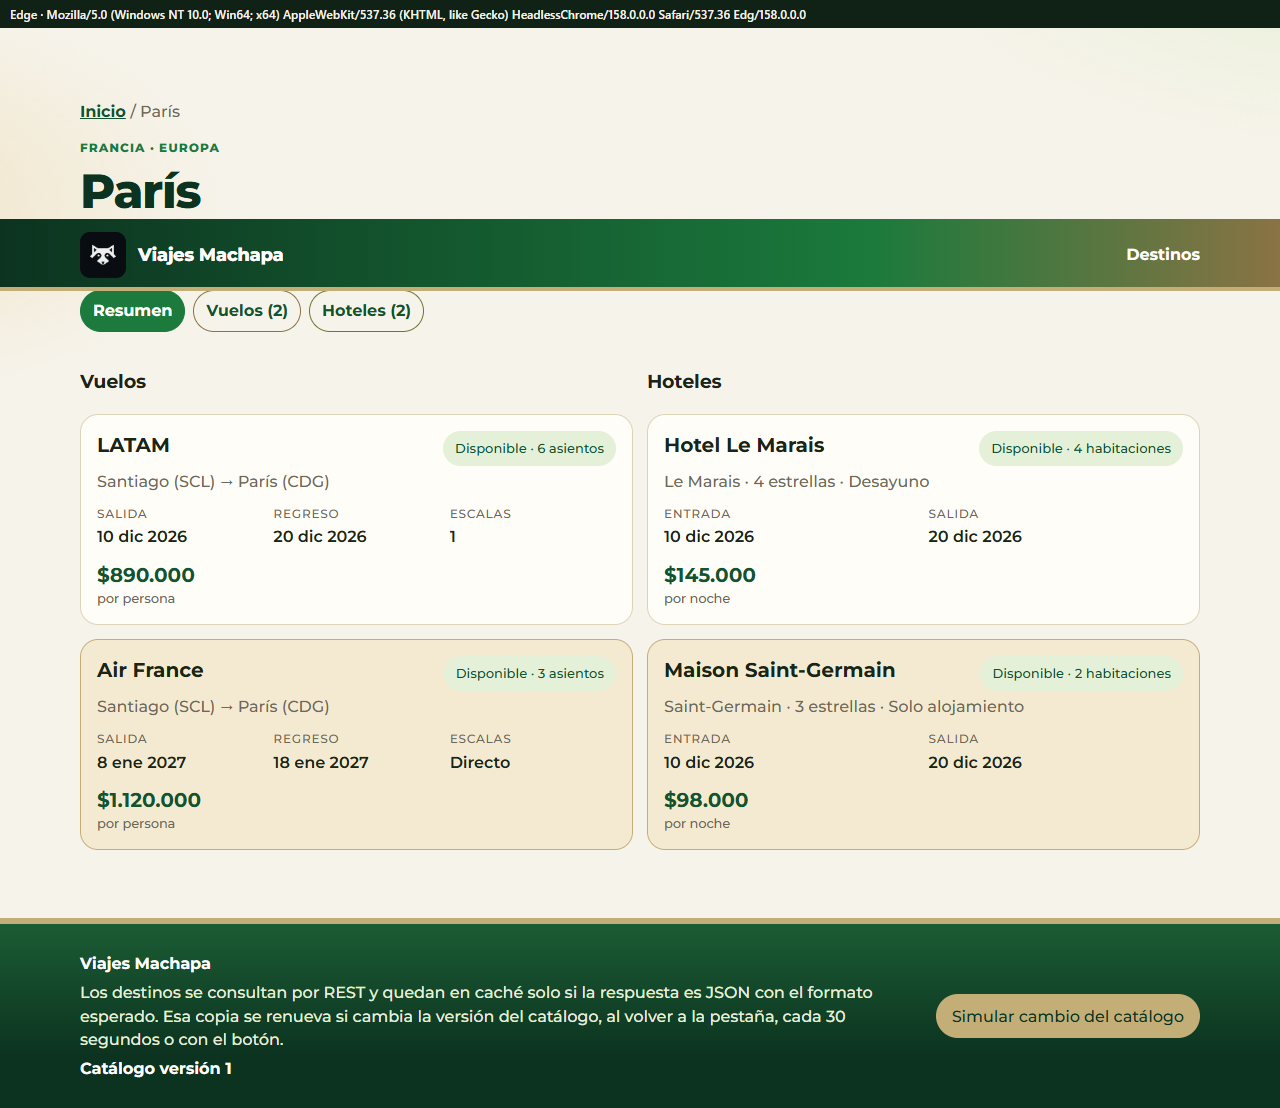 Edge · Mozilla/5.0 (Windows NT 10.0; Win64; x64) AppleWebKit/537.36 (KHTML, like Gecko) HeadlessChrome/158.0.0.0 Safari/537.36 Edg/158.0.0.0
Inicio / París
FRANCIA · EUROPA
París
Viajes Machapa
Destinos
Resumen
Vuelos (2)
Hoteles (2)
Vuelos
LATAM
Disponible · 6 asientos
Santiago (SCL) → París (CDG)
SALIDA REGRESO ESCALAS
10 dic 2026 20 dic 2026 1
$890.000
por persona
Air France
Disponible · 3 asientos
Santiago (SCL) → París (CDG)
SALIDA REGRESO ESCALAS
8 ene 2027 18 ene 2027 Directo
$1.120.000
por persona
Hoteles
Hotel Le Marais
Disponible · 4 habitaciones
Le Marais · 4 estrellas · Desayuno
ENTRADA SALIDA
10 dic 2026 20 dic 2026
$145.000
por noche
Maison Saint-Germain
Disponible · 2 habitaciones
Saint-Germain · 3 estrellas · Solo alojamiento
ENTRADA SALIDA
10 dic 2026 20 dic 2026
$98.000
por noche
Viajes Machapa
Los destinos se consultan por REST y quedan en caché solo si la respuesta es JSON con el formato
esperado. Esa copia se renueva si cambia la versión del catálogo, al volver a la pestaña, cada 30
segundos o con el botón.
Catálogo versión 1
Simular cambio del catálogo